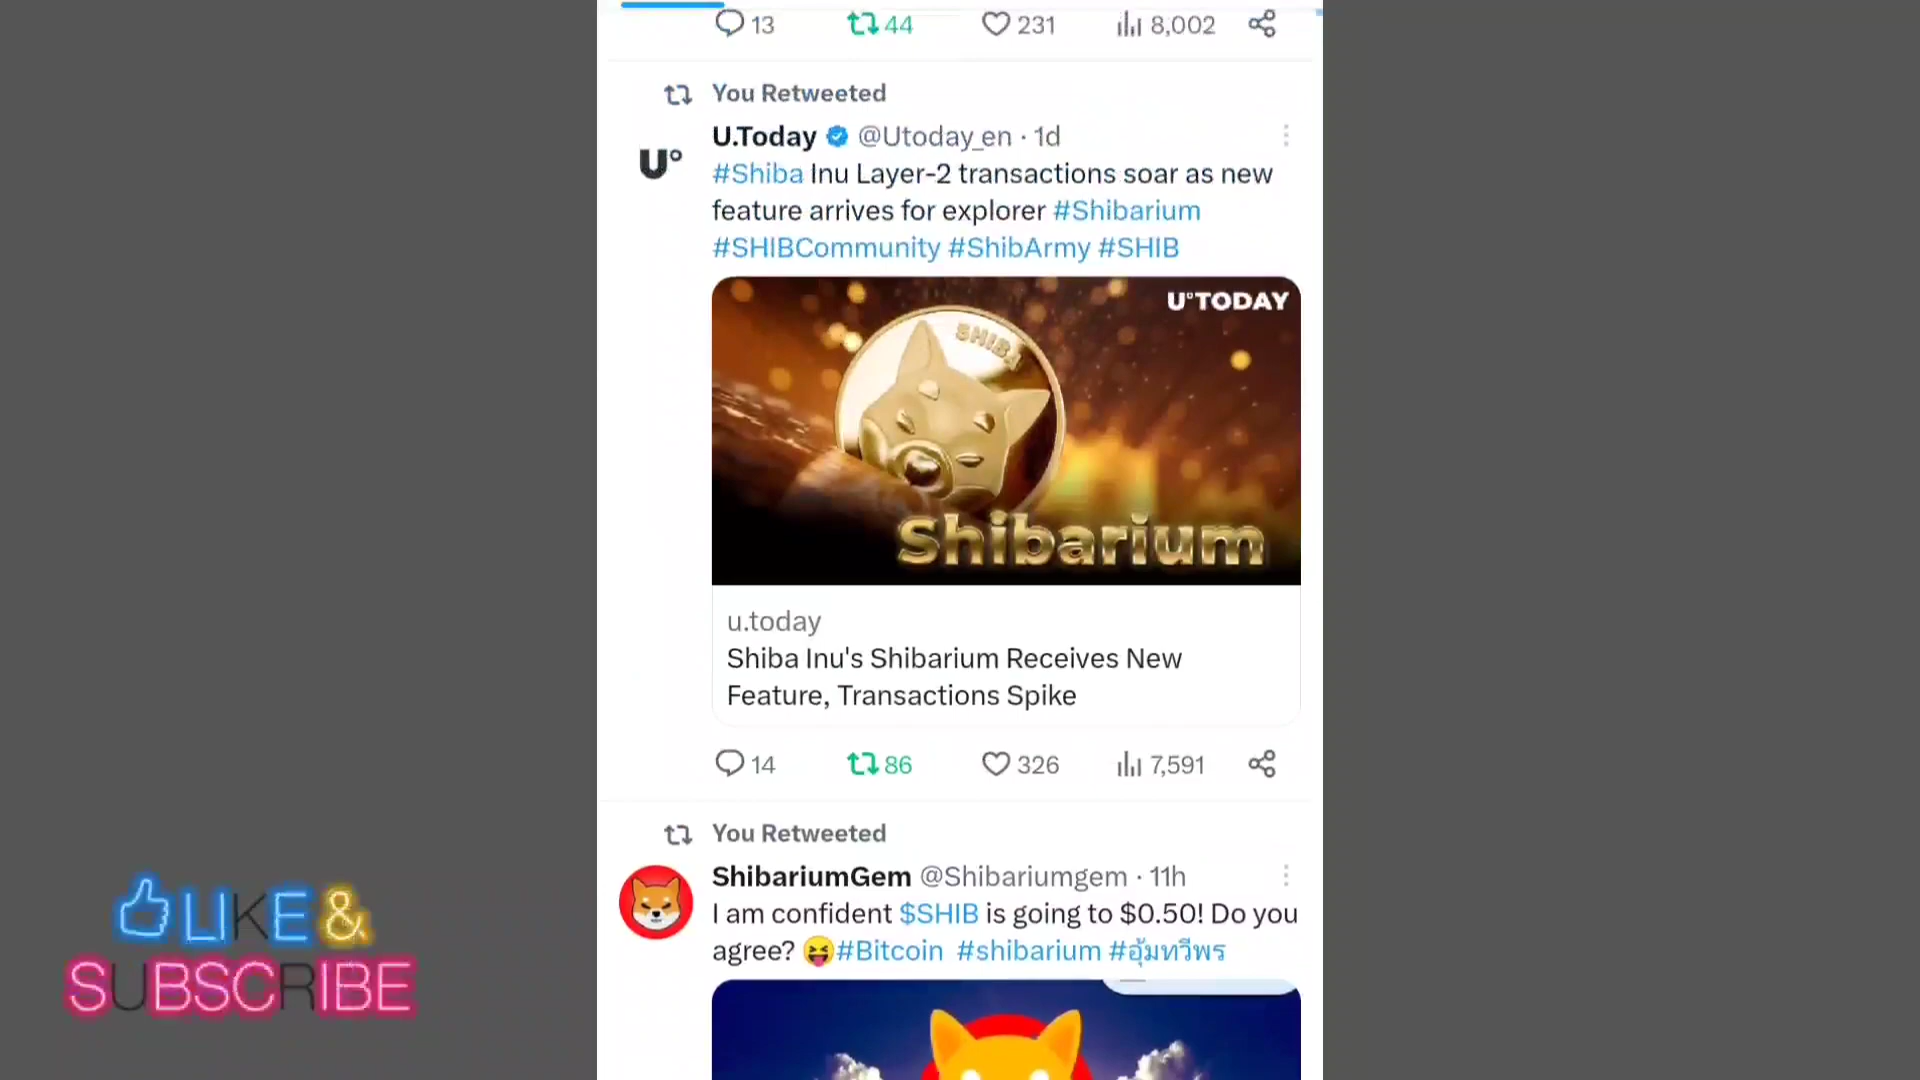 13 44 231 8,002
You Retweeted
U.Today @Utoday_en · 1d
#Shiba Inu Layer-2 transactions soar as new
feature arrives for explorer #Shibarium
#SHIBCommunity #ShibArmy #SHIB
U°
U°TODAY
SHIBA
Shibarium
u.today
Shiba Inu's Shibarium Receives New
Feature, Transactions Spike
14 86 326 7,591
You Retweeted
ShibariumGem @Shibariumgem · 11h
I am confident $SHIB is going to $0.50! Do you
agree? 😝#Bitcoin #shibarium #อุ้มทวีพร
LIKE &
SUBSCRIBE